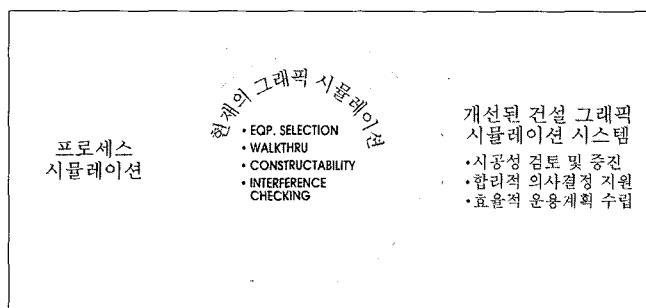 프로세스
시뮬레이션
현재의 그래픽 시뮬레이션
• EQP. SELECTION
• WALKTHRU
• CONSTRUCTABILITY
• INTERFERENCE
CHECKING
개선된 건설 그래픽
시뮬레이션 시스템
•시공성 검토 및 증진
•합리적 의사결정 지원
•효율적 운용계획 수립